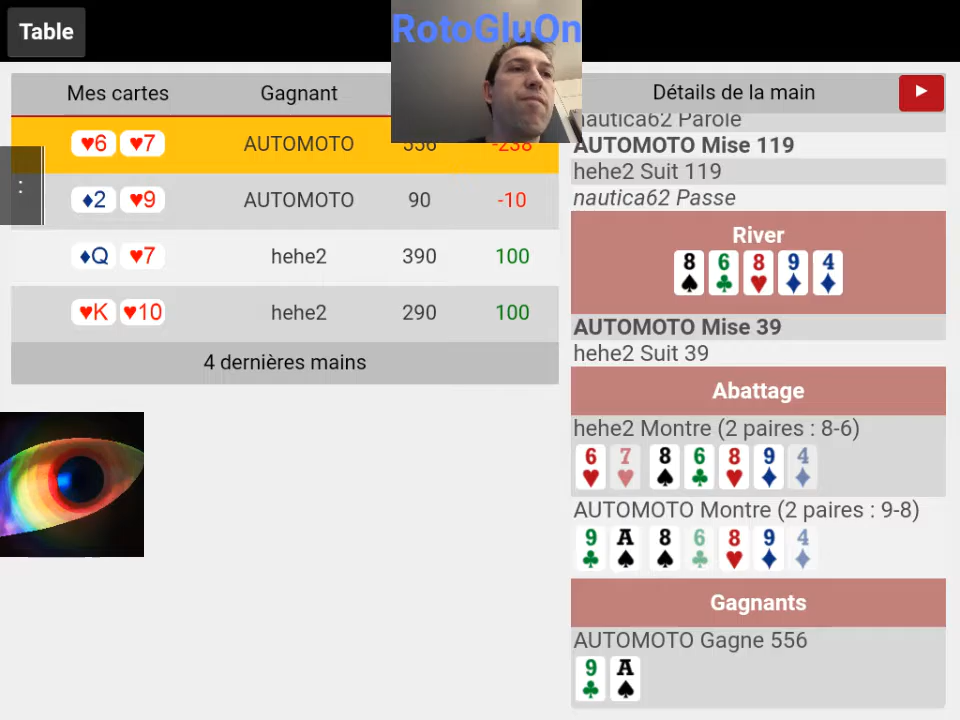 Table
RotoGluOn
Mes cartes Gagnant
♥6 ♥7 AUTOMOTO 556 -238
:
♦2 ♥9 AUTOMOTO 90 -10
♦Q ♥7 hehe2 390 100
♥K ♥10 hehe2 290 100
4 dernières mains
Détails de la main
nautica62 Parole
AUTOMOTO Mise 119
hehe2 Suit 119
nautica62 Passe
River
8♠ 6♣ 8♥ 9♦ 4♦
AUTOMOTO Mise 39
hehe2 Suit 39
Abattage
hehe2 Montre (2 paires : 8-6)
6♥ 7♥ 8♠ 6♣ 8♥ 9♦ 4♦
AUTOMOTO Montre (2 paires : 9-8)
9♣ A♠ 8♠ 6♣ 8♥ 9♦ 4♦
Gagnants
AUTOMOTO Gagne 556
9♣ A♠